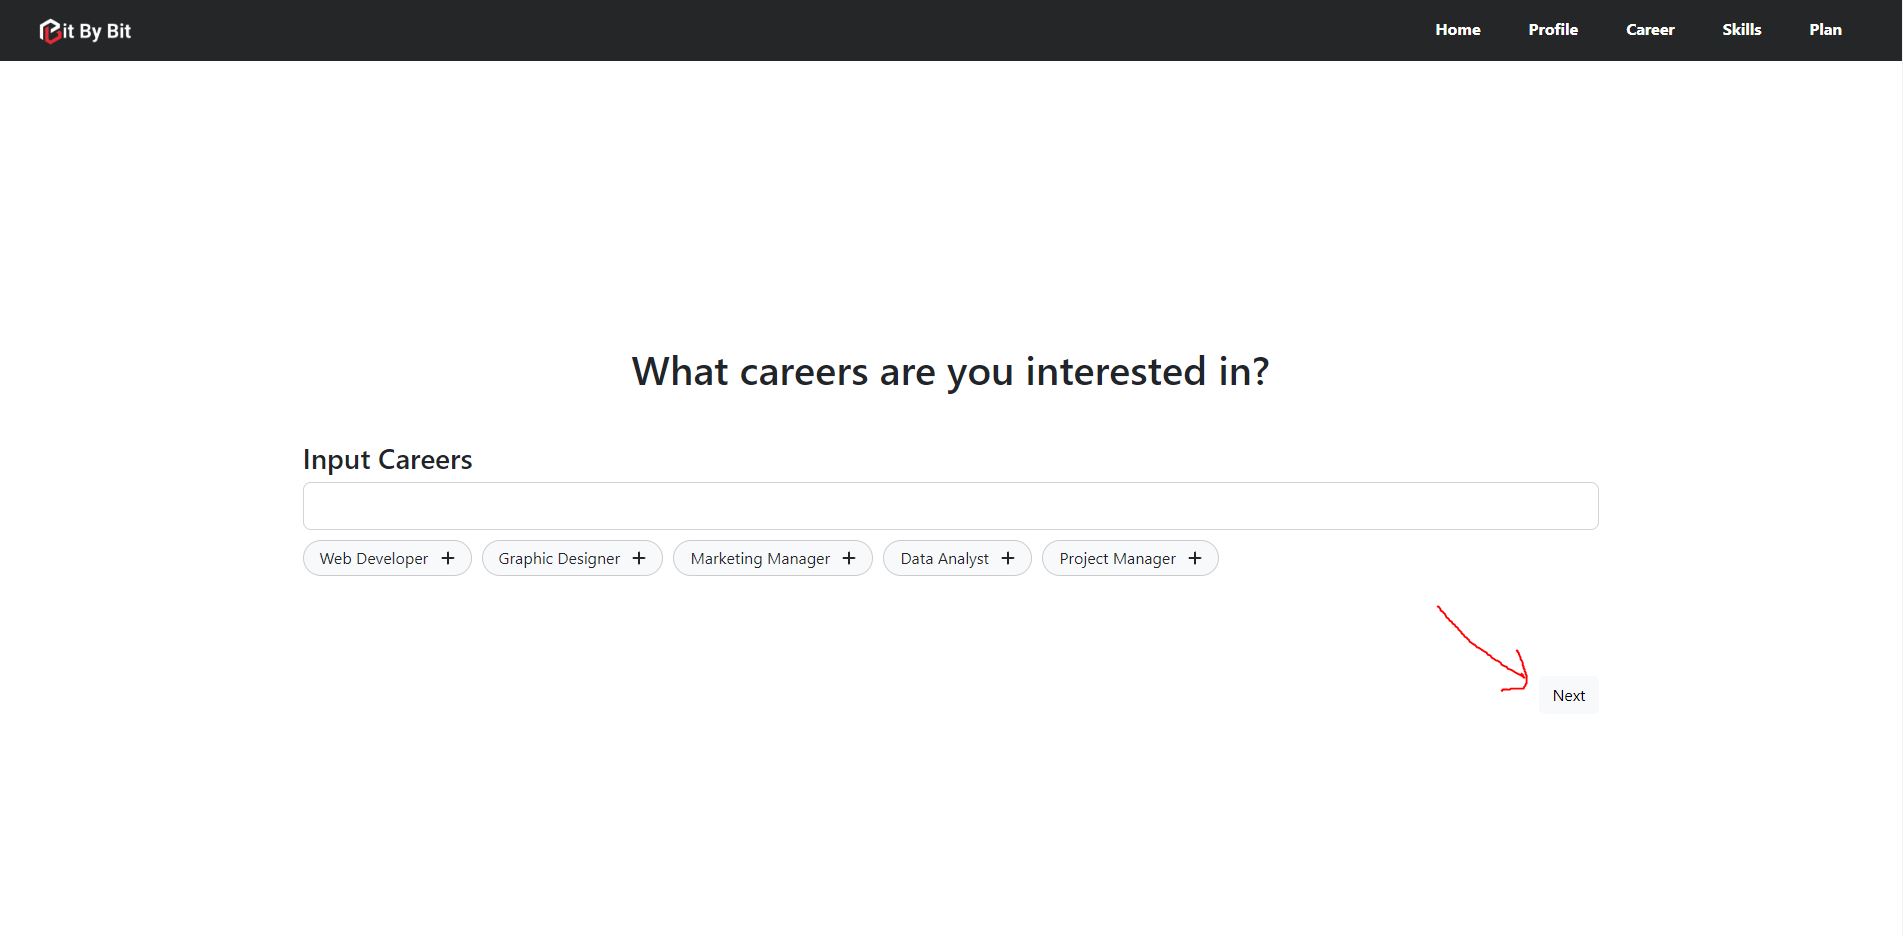 Bit By Bit
Home Profile Career Skills Plan
What careers are you interested in?
Input Careers
Web Developer + Graphic Designer + Marketing Manager + Data Analyst + Project Manager +
Next